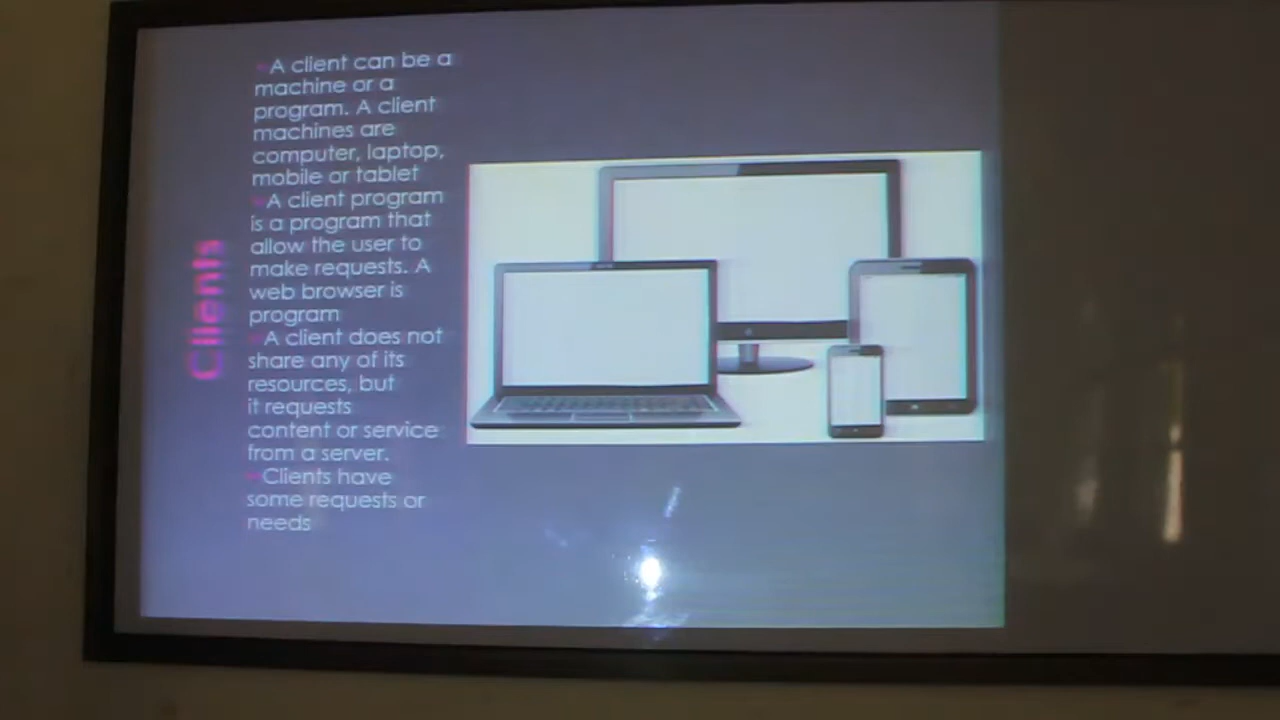 Clients
A client can be a
machine or a
program. A client
machines are
computer, laptop,
mobile or tablet
A client program
is a program that
allow the user to
make requests. A
web browser is
program
A client does not
share any of its
resources, but
it requests
content or service
from a server.
Clients have
some requests or
needs